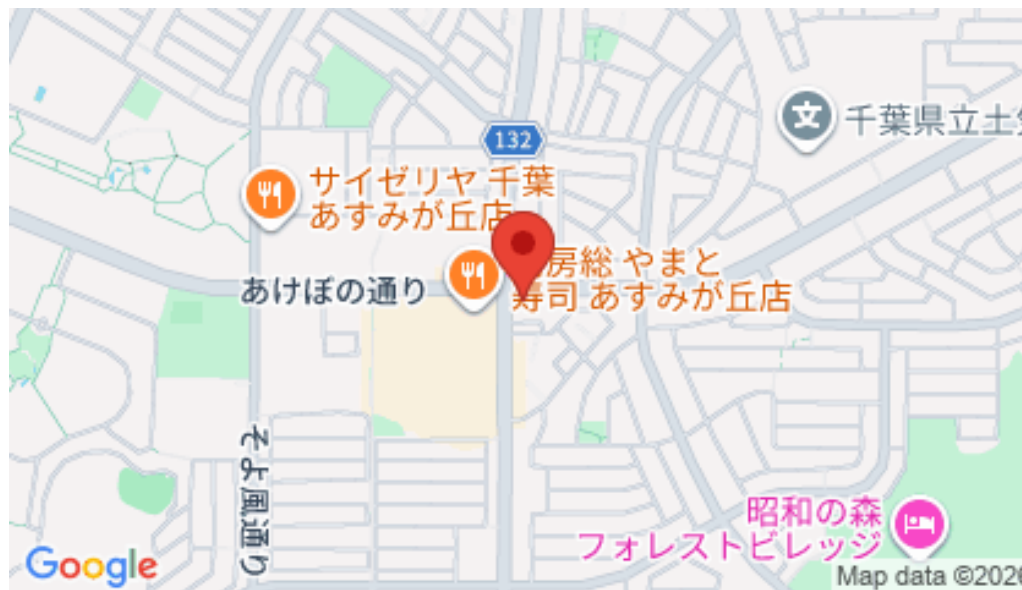 132
文
千葉県立土
サイゼリヤ 千葉
あすみが丘店
房総 やまと
寿司 あすみが丘店
あけぼの通り
そよ風通り
昭和の森
フォレストビレッジ
Google
Map data ©2026